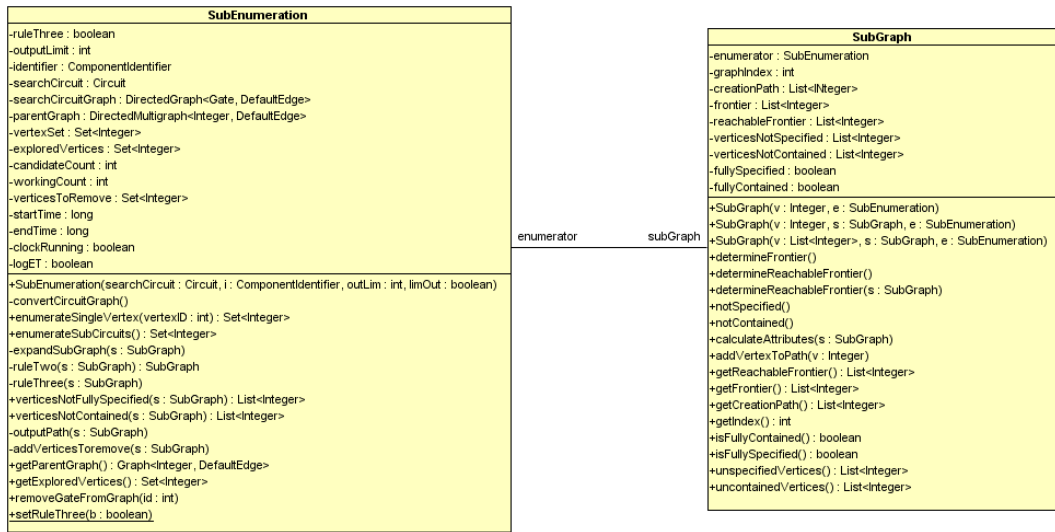 SubEnumeration
-ruleThree : boolean
-outputLimit : int
-identifier : ComponentIdentifier
-searchCircuit : Circuit
-searchCircuitGraph : DirectedGraph<Gate, DefaultEdge>
-parentGraph : DirectedMultigraph<Integer, DefaultEdge>
-vertexSet : Set<Integer>
-exploredVertices : Set<Integer>
-candidateCount : int
-workingCount : int
-verticesToRemove : Set<Integer>
-startTime : long
-endTime : long
-clockRunning : boolean
-logET : boolean
+SubEnumeration(searchCircuit : Circuit, i : ComponentIdentifier, outLim : int, limOut : boolean)
-convertCircuitGraph()
+enumerateSingleVertex(vertexID : int) : Set<Integer>
+enumerateSubCircuits() : Set<Integer>
-expandSubGraph(s : SubGraph)
-ruleTwo(s : SubGraph) : SubGraph
-ruleThree(s : SubGraph)
+verticesNotFullySpecified(s : SubGraph) : List<Integer>
+verticesNotContained(s : SubGraph) : List<Integer>
-outputPath(s : SubGraph)
-addVerticesToremove(s : SubGraph)
+getParentGraph() : Graph<Integer, DefaultEdge>
+getExploredVertices() : Set<Integer>
+removeGateFromGraph(id : int)
+setRuleThree(b : boolean)
enumerator
subGraph
SubGraph
-enumerator : SubEnumeration
-graphIndex : int
-creationPath : List<INteger>
-frontier : List<Integer>
-reachableFrontier : List<Integer>
-verticesNotSpecified : List<Integer>
-verticesNotContained : List<Integer>
-fullySpecified : boolean
-fullyContained : boolean
+SubGraph(v : Integer, e : SubEnumeration)
+SubGraph(v : Integer, s : SubGraph, e : SubEnumeration)
+SubGraph(v : List<Integer>, s : SubGraph, e : SubEnumeration)
+determineFrontier()
+determineReachableFrontier()
+determineReachableFrontier(s : SubGraph)
+notSpecified()
+notContained()
+calculateAttributes(s : SubGraph)
+addVertexToPath(v : Integer)
+getReachableFrontier() : List<Integer>
+getFrontier() : List<Integer>
+getCreationPath() : List<Integer>
+getIndex() : int
+isFullyContained() : boolean
+isFullySpecified() : boolean
+unspecifiedVertices() : List<Integer>
+uncontainedVertices() : List<Integer>